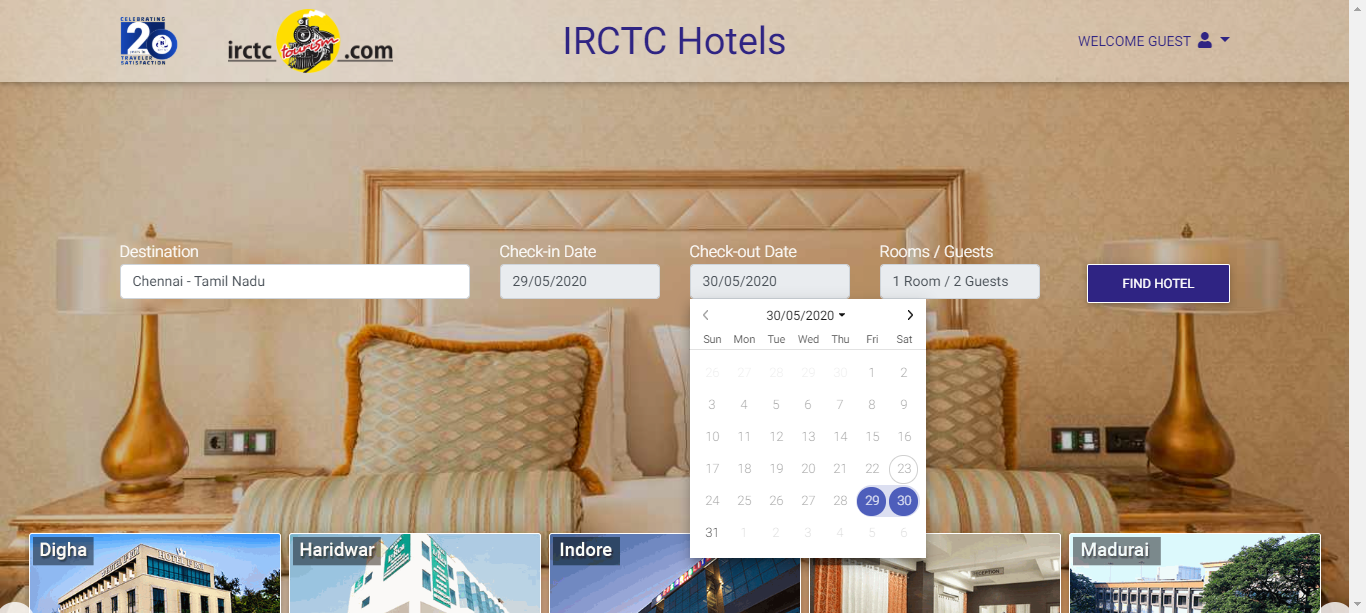 CELEBRATING
20
TRAVELER
SATISFACTION
irctc tourism .com
IRCTC Hotels
WELCOME GUEST
Destination
Check-in Date
Check-out Date
Rooms / Guests
Chennai - Tamil Nadu
29/05/2020
30/05/2020
1 Room / 2 Guests
FIND HOTEL
30/05/2020
Sun Mon Tue Wed Thu Fri Sat
26 27 28 29 30 1 2
3 4 5 6 7 8 9
10 11 12 13 14 15 16
17 18 19 20 21 22 23
24 25 26 27 28 29 30
31 1 2 3 4 5 6
Digha
Haridwar
Indore
Madurai
RECEPTION